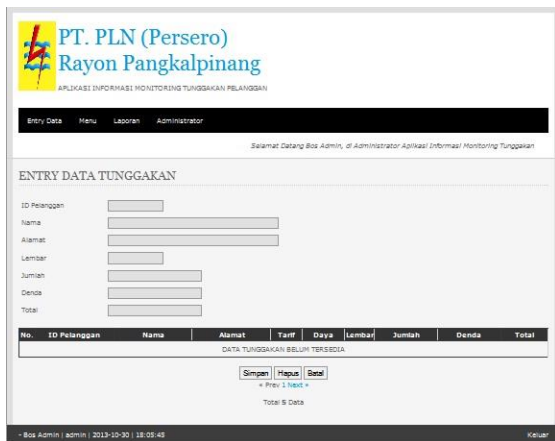 PT. PLN (Persero)
Rayon Pangkalpinang
APLIKASI INFORMASI MONITORING TUNGGAKAN PELANGGAN
Entry Data Menu Laporan Administrator
Selamat Datang Bos Admin, di Administrator Aplikasi Informasi Monitoring Tunggakan
ENTRY DATA TUNGGAKAN
ID Pelanggan
Nama
Alamat
Lembar
Jumlah
Denda
Total
No. ID Pelanggan Nama Alamat Tarif Daya Lembar Jumlah Denda Total
DATA TUNGGAKAN BELUM TERSEDIA
Simpan Hapus Batal
« Prev 1 Next »
Total 5 Data
- Bos Admin | admin | 2013-10-30 | 18:05:45 Keluar